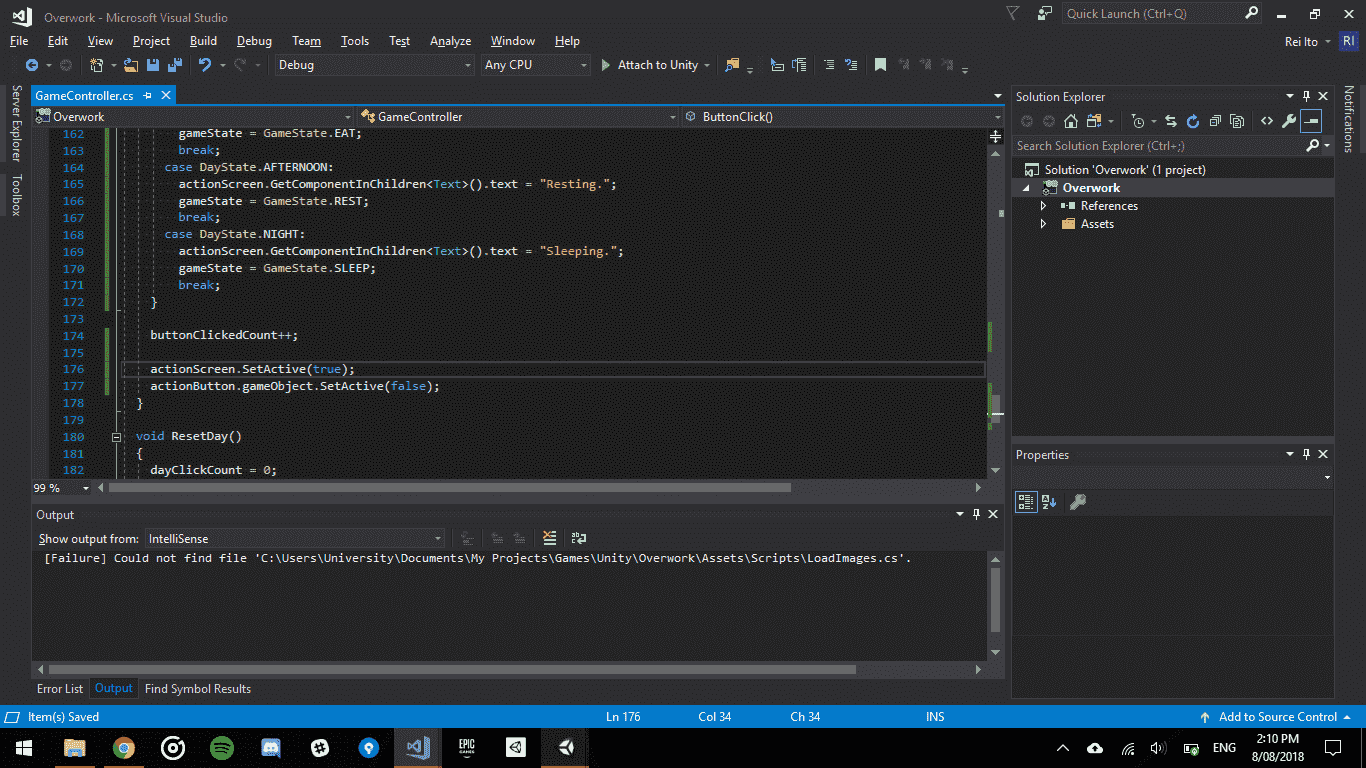 Overwork - Microsoft Visual Studio
Quick Launch (Ctrl+Q)
File Edit View Project Build Debug Team Tools Test Analyze Window Help
Rei Ito RI
Debug Any CPU Attach to Unity
Server Explorer
Toolbox
GameController.cs
Overwork GameController ButtonClick()
162 gameState = GameState.EAT;
163 break;
164 case DayState.AFTERNOON:
165 actionScreen.GetComponentInChildren<Text>().text = "Resting.";
166 gameState = GameState.REST;
167 break;
168 case DayState.NIGHT:
169 actionScreen.GetComponentInChildren<Text>().text = "Sleeping.";
170 gameState = GameState.SLEEP;
171 break;
172 }
173
174 buttonClickedCount++;
175
176 actionScreen.SetActive(true);
177 actionButton.gameObject.SetActive(false);
178 }
179
180 void ResetDay()
181 {
182 dayClickCount = 0;
99 %
Output
Show output from: IntelliSense
[Failure] Could not find file 'C:\Users\University\Documents\My Projects\Games\Unity\Overwork\Assets\Scripts\LoadImages.cs'.
Error List Output Find Symbol Results
Solution Explorer
Search Solution Explorer (Ctrl+;)
Solution 'Overwork' (1 project)
Overwork
References
Assets
Properties
Notifications
Item(s) Saved Ln 176 Col 34 Ch 34 INS Add to Source Control
EPIC GAMES
ENG
2:10 PM
8/08/2018